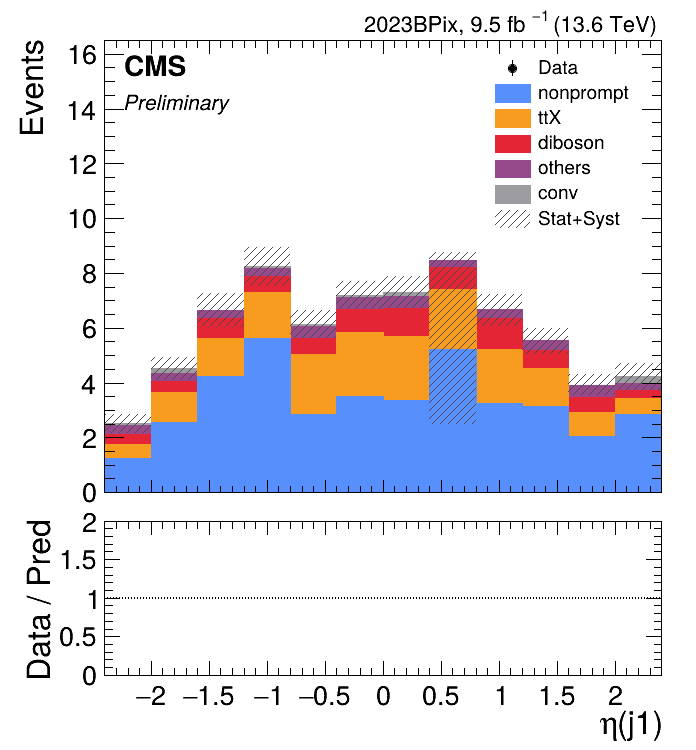 2023BPix, 9.5 fb⁻¹ (13.6 TeV)
CMS
Preliminary
Events
16
14
12
10
8
6
4
2
0
Data
nonprompt
ttX
diboson
others
conv
Stat+Syst
Data / Pred
2
1.5
1
0.5
0
−2 −1.5 −1 −0.5 0 0.5 1 1.5 2
η(j1)